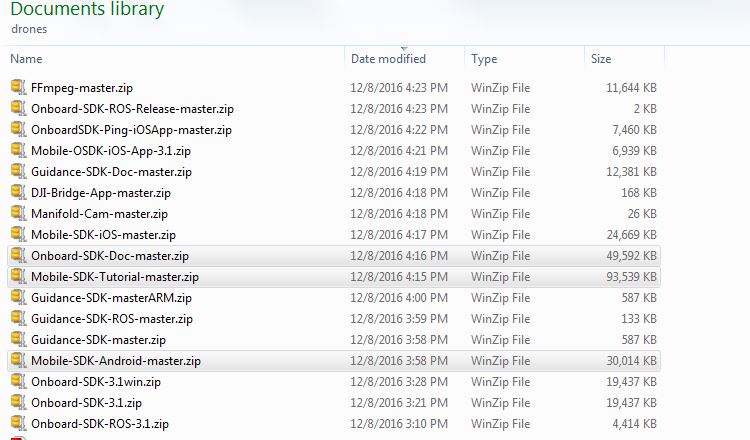 Documents library
drones
Name Date modified Type Size
FFmpeg-master.zip 12/8/2016 4:23 PM WinZip File 11,644 KB
Onboard-SDK-ROS-Release-master.zip 12/8/2016 4:23 PM WinZip File 2 KB
OnboardSDK-Ping-iOSApp-master.zip 12/8/2016 4:22 PM WinZip File 7,460 KB
Mobile-OSDK-iOS-App-3.1.zip 12/8/2016 4:21 PM WinZip File 6,939 KB
Guidance-SDK-Doc-master.zip 12/8/2016 4:19 PM WinZip File 12,381 KB
DJI-Bridge-App-master.zip 12/8/2016 4:18 PM WinZip File 168 KB
Manifold-Cam-master.zip 12/8/2016 4:18 PM WinZip File 26 KB
Mobile-SDK-iOS-master.zip 12/8/2016 4:17 PM WinZip File 24,669 KB
Onboard-SDK-Doc-master.zip 12/8/2016 4:16 PM WinZip File 49,592 KB
Mobile-SDK-Tutorial-master.zip 12/8/2016 4:15 PM WinZip File 93,539 KB
Guidance-SDK-masterARM.zip 12/8/2016 4:00 PM WinZip File 587 KB
Guidance-SDK-ROS-master.zip 12/8/2016 3:59 PM WinZip File 133 KB
Guidance-SDK-master.zip 12/8/2016 3:58 PM WinZip File 587 KB
Mobile-SDK-Android-master.zip 12/8/2016 3:58 PM WinZip File 30,014 KB
Onboard-SDK-3.1win.zip 12/8/2016 3:28 PM WinZip File 19,437 KB
Onboard-SDK-3.1.zip 12/8/2016 3:21 PM WinZip File 19,437 KB
Onboard-SDK-ROS-3.1.zip 12/8/2016 3:10 PM WinZip File 4,414 KB